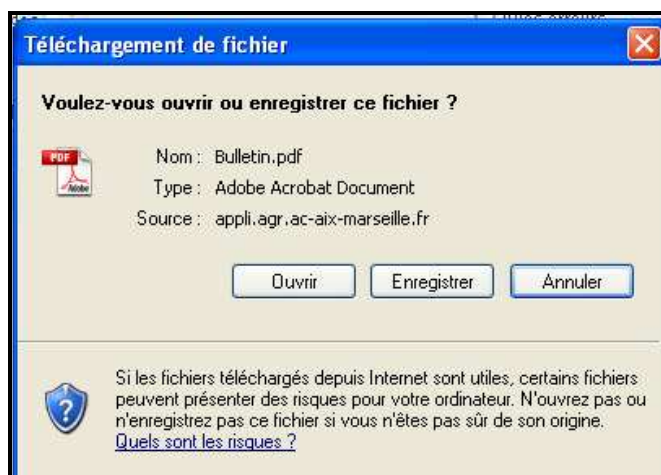 Téléchargement de fichier
Voulez-vous ouvrir ou enregistrer ce fichier ?
PDF
Adobe
Nom : Bulletin.pdf
Type : Adobe Acrobat Document
Source : appli.agr.ac-aix-marseille.fr
Ouvrir Enregistrer Annuler
Si les fichiers téléchargés depuis Internet sont utiles, certains fichiers
peuvent présenter des risques pour votre ordinateur. N'ouvrez pas ou
n'enregistrez pas ce fichier si vous n'êtes pas sûr de son origine.
Quels sont les risques ?